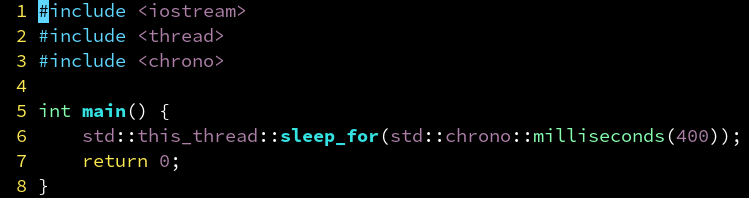 1 #include <iostream>
2 #include <thread>
3 #include <chrono>
4
5 int main() {
6     std::this_thread::sleep_for(std::chrono::milliseconds(400));
7     return 0;
8 }